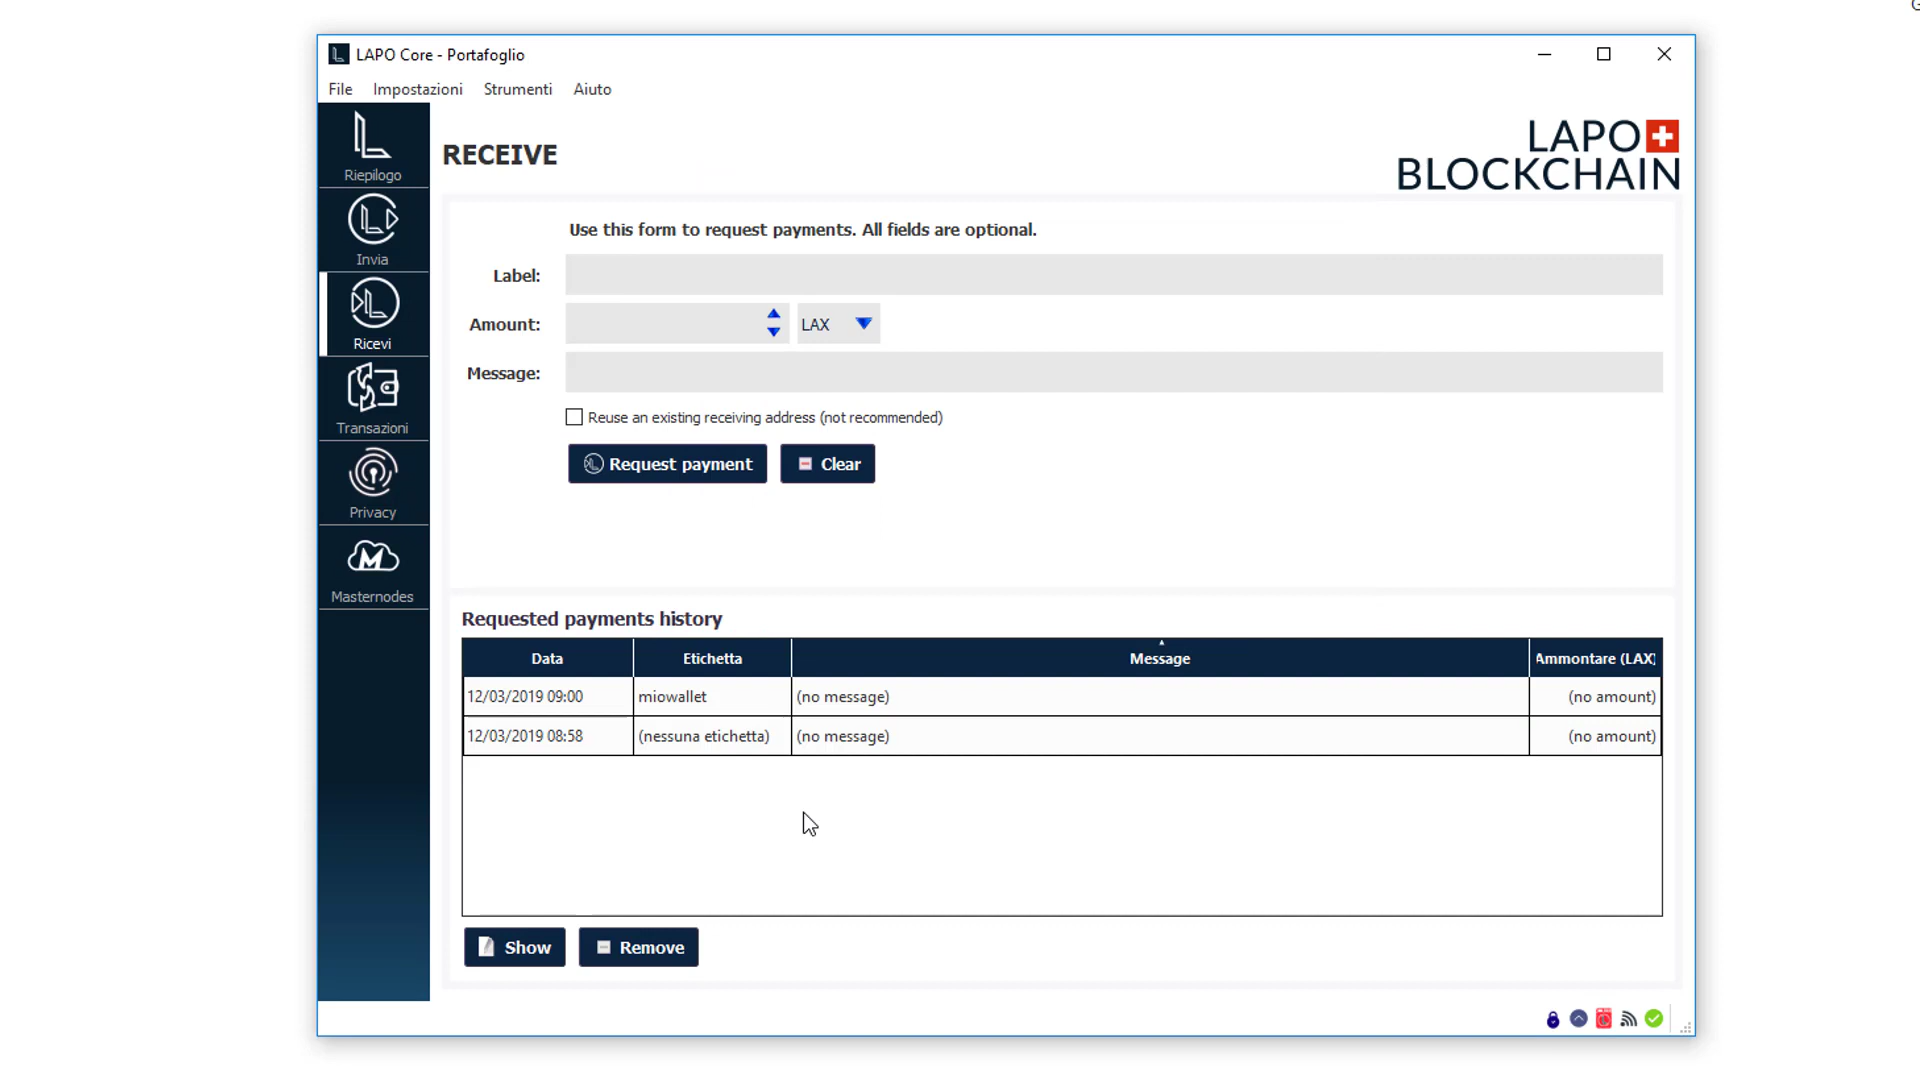 LAPO Core - Portafoglio
File Impostazioni Strumenti Aiuto
Riepilogo
Invia
Ricevi
Transazioni
Privacy
Masternodes
RECEIVE
LAPO
BLOCKCHAIN
Use this form to request payments. All fields are optional.
Label:
Amount: LAX
Message:
Reuse an existing receiving address (not recommended)
Request payment Clear
Requested payments history
Data Etichetta Message Ammontare (LAX)
12/03/2019 09:00 miowallet (no message) (no amount)
12/03/2019 08:58 (nessuna etichetta) (no message) (no amount)
Show Remove